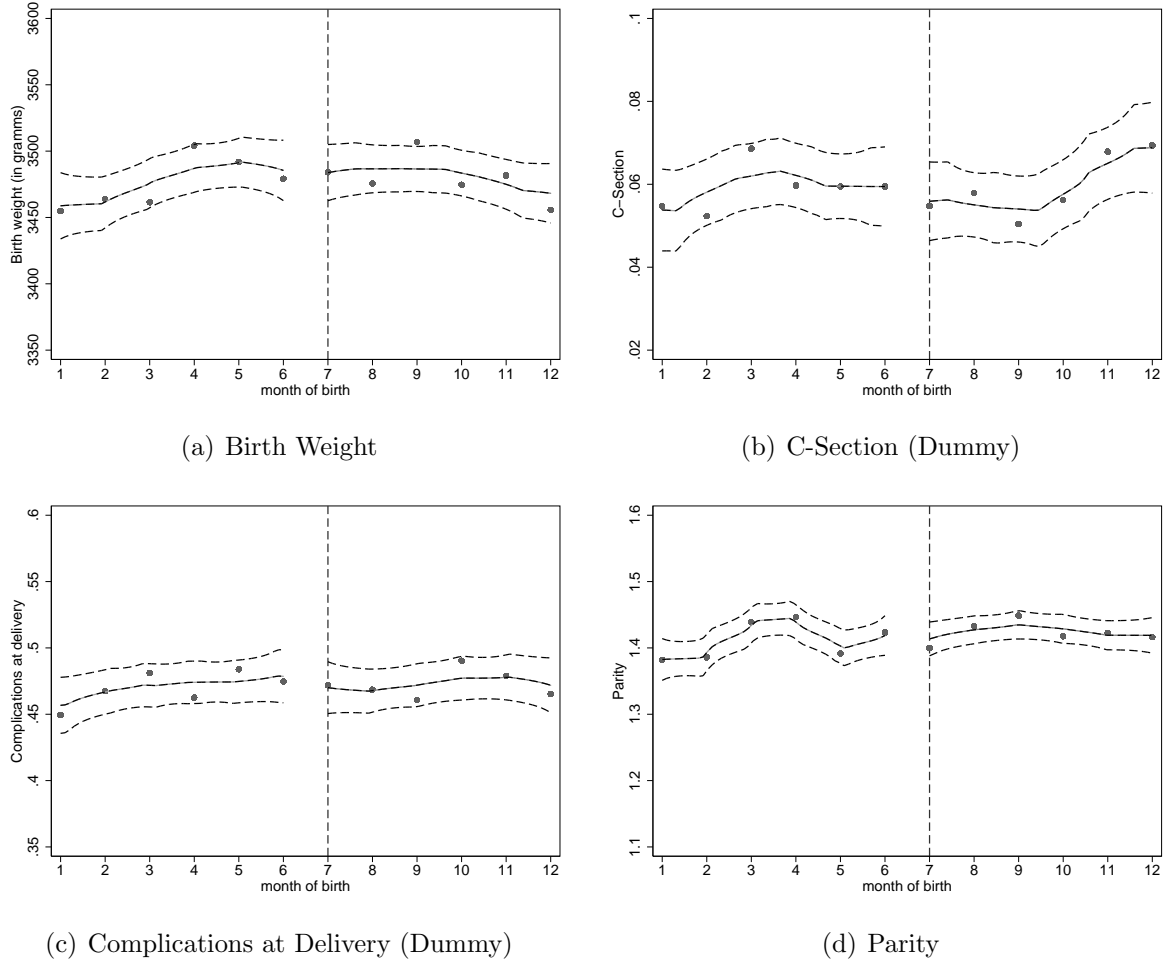 3600
3550
3500
3450
3400
3350
Birth weight (in gramms)
1 2 3 4 5 6 7 8 9 10 11 12
month of birth
(a) Birth Weight
.1
.08
.06
.04
.02
C−Section
1 2 3 4 5 6 7 8 9 10 11 12
month of birth
(b) C-Section (Dummy)
.6
.55
.5
.45
.4
.35
Complications at delivery
1 2 3 4 5 6 7 8 9 10 11 12
month of birth
(c) Complications at Delivery (Dummy)
1.6
1.5
1.4
1.3
1.2
1.1
Parity
1 2 3 4 5 6 7 8 9 10 11 12
month of birth
(d) Parity